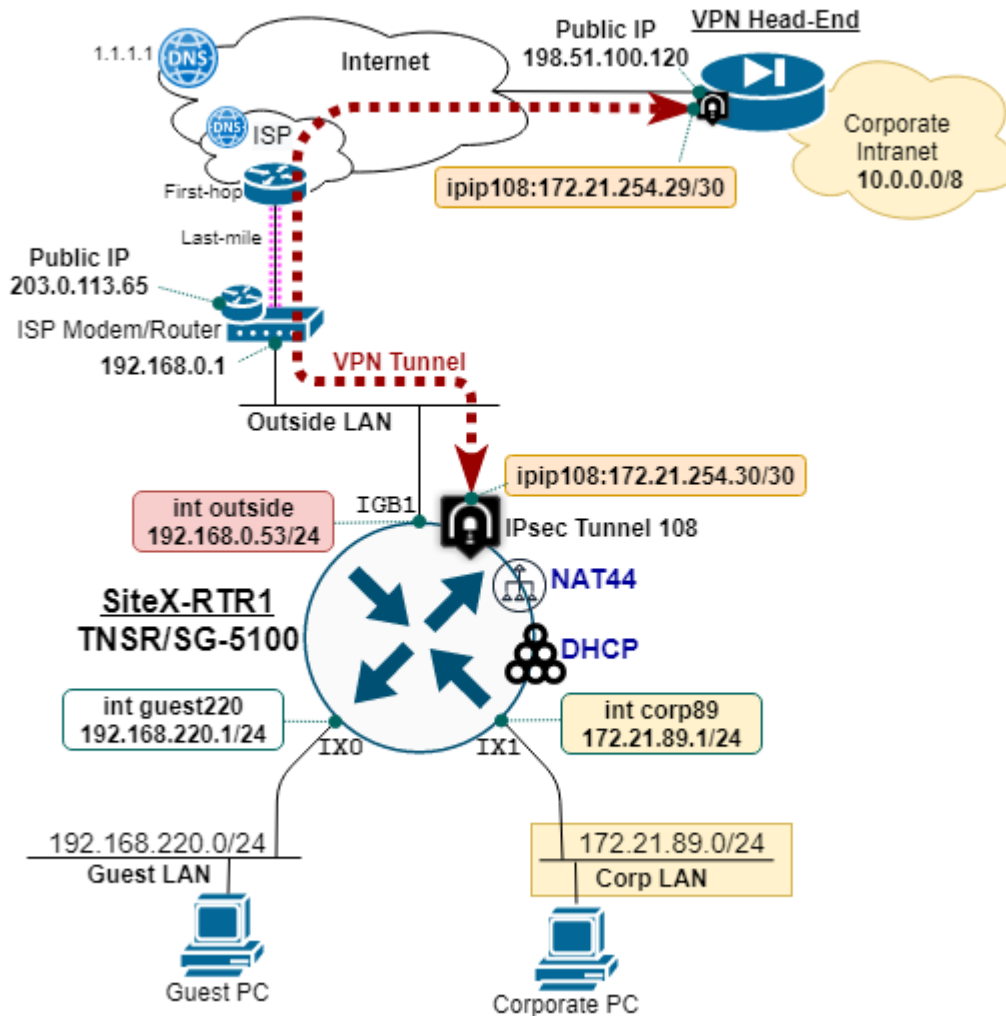 VPN Head-End
Public IP
198.51.100.120
1.1.1.1
DNS
Internet
DNS
ISP
Corporate
Intranet
10.0.0.0/8
First-hop
ipip108:172.21.254.29/30
Last-mile
Public IP
203.0.113.65
ISP Modem/Router
192.168.0.1
VPN Tunnel
Outside LAN
ipip108:172.21.254.30/30
IGB1
int outside
192.168.0.53/24
IPsec Tunnel 108
NAT44
SiteX-RTR1
TNSR/SG-5100
DHCP
int guest220
192.168.220.1/24
int corp89
172.21.89.1/24
IX0
IX1
192.168.220.0/24
Guest LAN
172.21.89.0/24
Corp LAN
Guest PC
Corporate PC